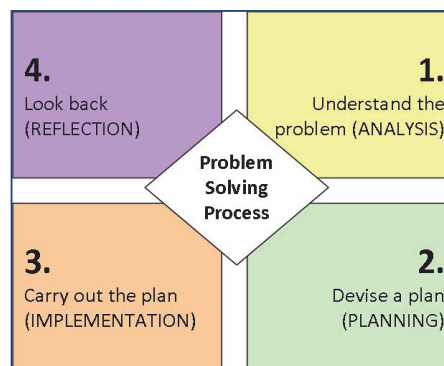 4.
Look back
(REFLECTION)
1.
Understand the
problem (ANALYSIS)
Problem
Solving
Process
3.
Carry out the plan
(IMPLEMENTATION)
2.
Devise a plan
(PLANNING)